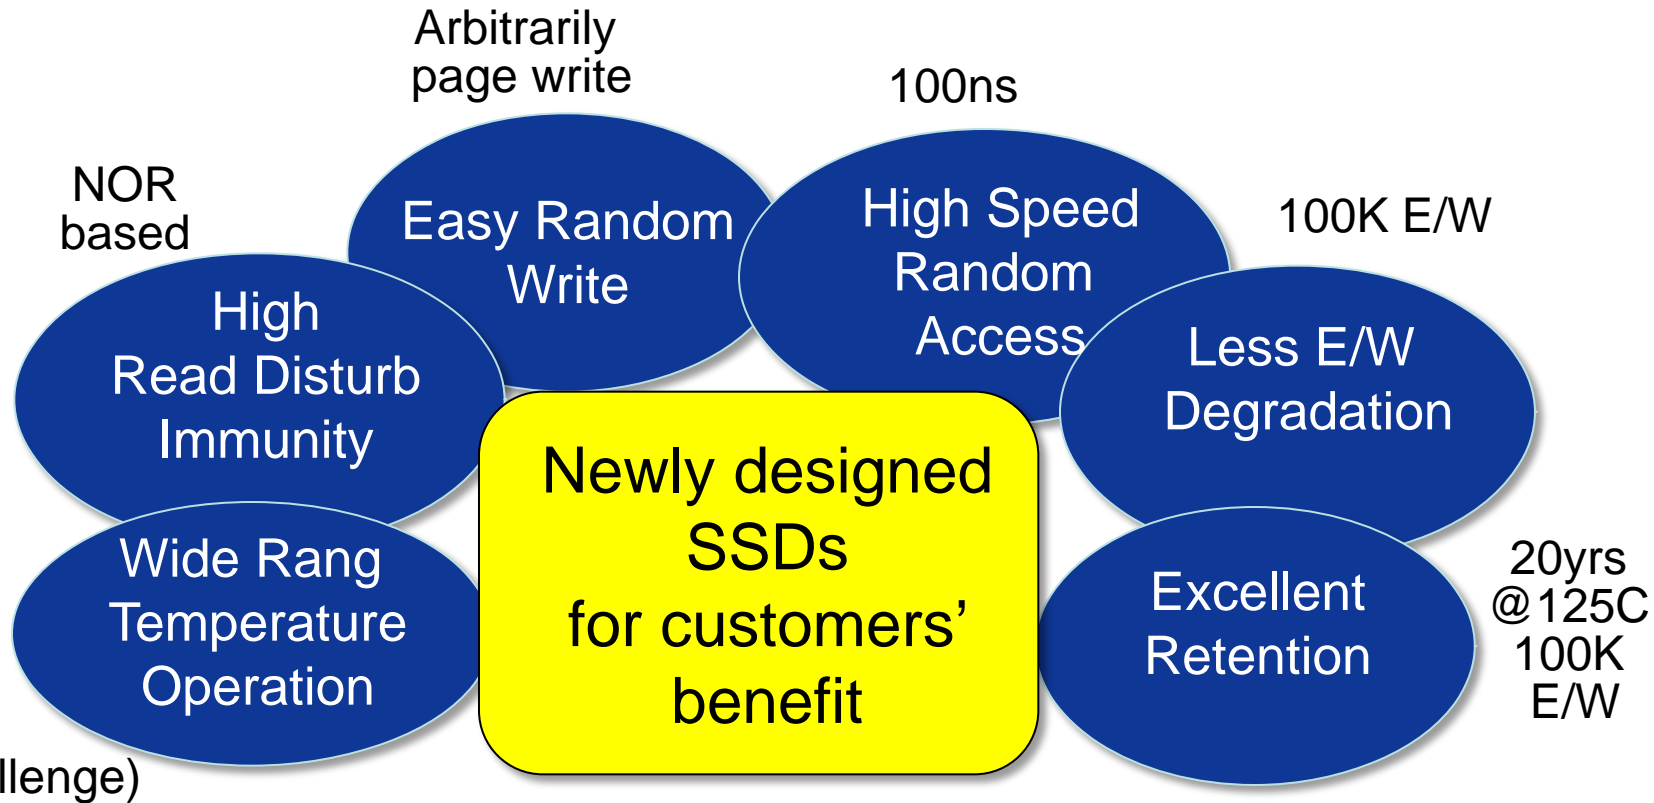 Arbitrarily
page write
100ns
NOR
based
100K E/W
Easy Random
Write
High Speed
Random
Access
High
Read Disturb
Immunity
Less E/W
Degradation
Newly designed
SSDs
for customers’
benefit
Wide Rang
Temperature
Operation
Excellent
Retention
20yrs
@125C
100K
E/W
llenge)